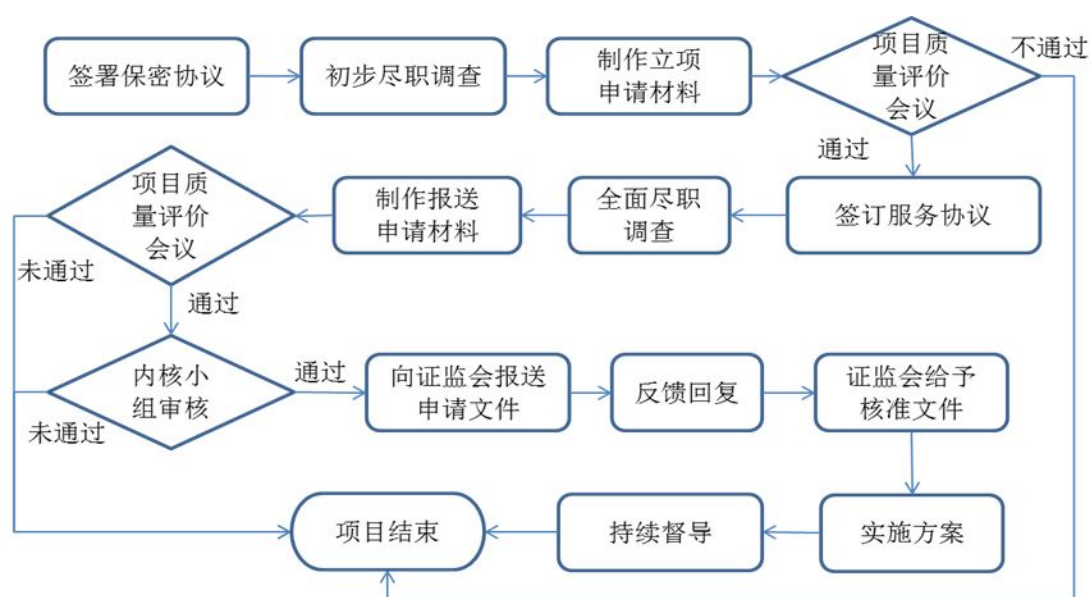 签署保密协议
初步尽职调查
制作立项
申请材料
项目质
量评价
会议
不通过
通过
项目质
量评价
会议
制作报送
申请材料
全面尽职
调查
签订服务协议
未通过
通过
内核小
组审核
通过
向证监会报送
申请文件
反馈回复
证监会给予
核准文件
未通过
项目结束
持续督导
实施方案